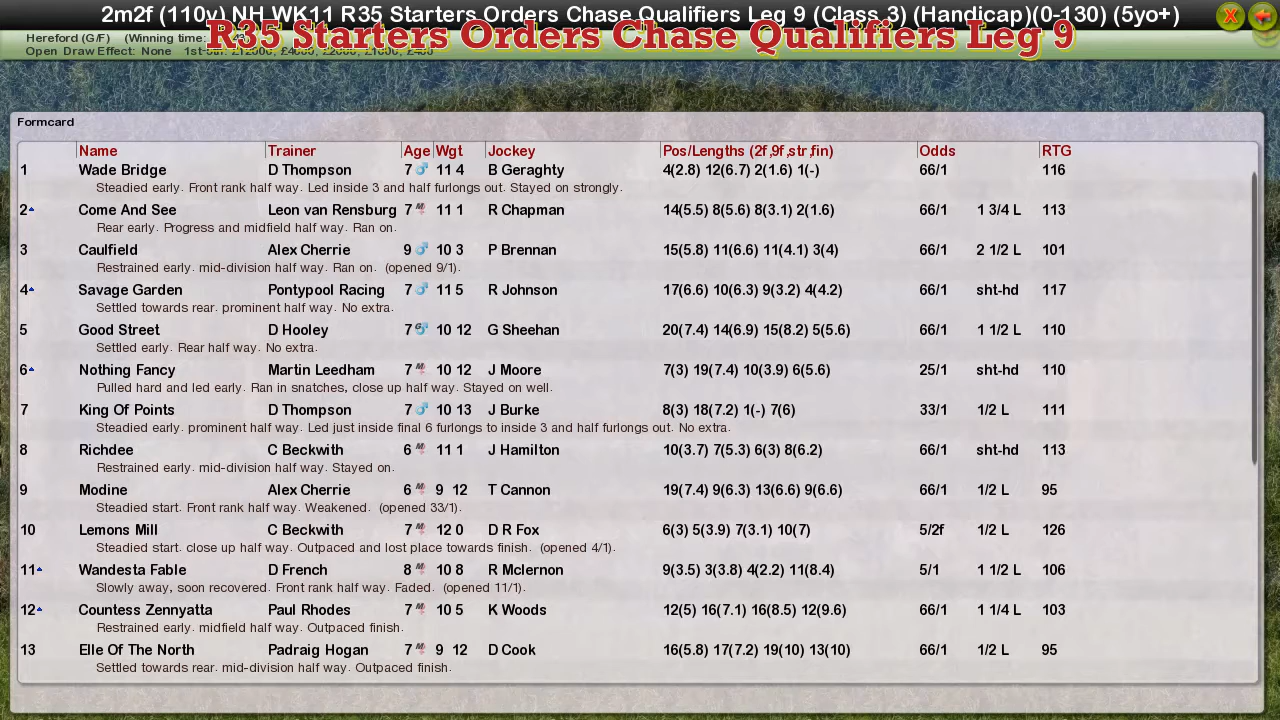 2m2f (110y) NH WK11 R35 Starters Orders Chase Qualifiers Leg 9 (Class 3) (Handicap)(0-130) (5yo+)
R35 Starters Orders Chase Qualifiers Leg 9
Hereford (G/F) (Winning time:
Open Draw Effect: None 1st-5th: £12000, £4000, £2000, £1000, £400
Formcard
Name Trainer Age Wgt Jockey Pos/Lengths (2f,9f,str,fin) Odds RTG
1 Wade Bridge D Thompson 7 11 4 B Geraghty 4(2.8) 12(6.7) 2(1.6) 1(-) 66/1 116
Steadied early. Front rank half way. Led inside 3 and half furlongs out. Stayed on strongly.
2 Come And See Leon van Rensburg 7 11 1 R Chapman 14(5.5) 8(5.6) 8(3.1) 2(1.6) 66/1 1 3/4 L 113
Rear early. Progress and midfield half way. Ran on.
3 Caulfield Alex Cherrie 9 10 3 P Brennan 15(5.8) 11(6.6) 11(4.1) 3(4) 66/1 2 1/2 L 101
Restrained early. mid-division half way. Ran on. (opened 9/1).
4 Savage Garden Pontypool Racing 7 11 5 R Johnson 17(6.6) 10(6.3) 9(3.2) 4(4.2) 66/1 sht-hd 117
Settled towards rear. prominent half way. No extra.
5 Good Street D Hooley 7 10 12 G Sheehan 20(7.4) 14(6.9) 15(8.2) 5(5.6) 66/1 1 1/2 L 110
Settled early. Rear half way. No extra.
6 Nothing Fancy Martin Leedham 7 10 12 J Moore 7(3) 19(7.4) 10(3.9) 6(5.6) 25/1 sht-hd 110
Pulled hard and led early. Ran in snatches, close up half way. Stayed on well.
7 King Of Points D Thompson 7 10 13 J Burke 8(3) 18(7.2) 1(-) 7(6) 33/1 1/2 L 111
Steadied early. prominent half way. Led just inside final 6 furlongs to inside 3 and half furlongs out. No extra.
8 Richdee C Beckwith 6 11 1 J Hamilton 10(3.7) 7(5.3) 6(3) 8(6.2) 66/1 sht-hd 113
Restrained early. mid-division half way. Stayed on.
9 Modine Alex Cherrie 6 9 12 T Cannon 19(7.4) 9(6.3) 13(6.6) 9(6.6) 66/1 1/2 L 95
Steadied start. Front rank half way. Weakened. (opened 33/1).
10 Lemons Mill C Beckwith 7 12 0 D R Fox 6(3) 5(3.9) 7(3.1) 10(7) 5/2f 1/2 L 126
Steadied start. close up half way. Outpaced and lost place towards finish. (opened 4/1).
11 Wandesta Fable D French 8 10 8 R Mclernon 9(3.5) 3(3.8) 4(2.2) 11(8.4) 5/1 1 1/2 L 106
Slowly away, soon recovered. Front rank half way. Faded. (opened 11/1).
12 Countess Zennyatta Paul Rhodes 7 10 5 K Woods 12(5) 16(7.1) 16(8.5) 12(9.6) 66/1 1 1/4 L 103
Restrained early. midfield half way. Outpaced finish.
13 Elle Of The North Padraig Hogan 7 9 12 D Cook 16(5.8) 17(7.2) 19(10) 13(10) 66/1 1/2 L 95
Settled towards rear. mid-division half way. Outpaced finish.